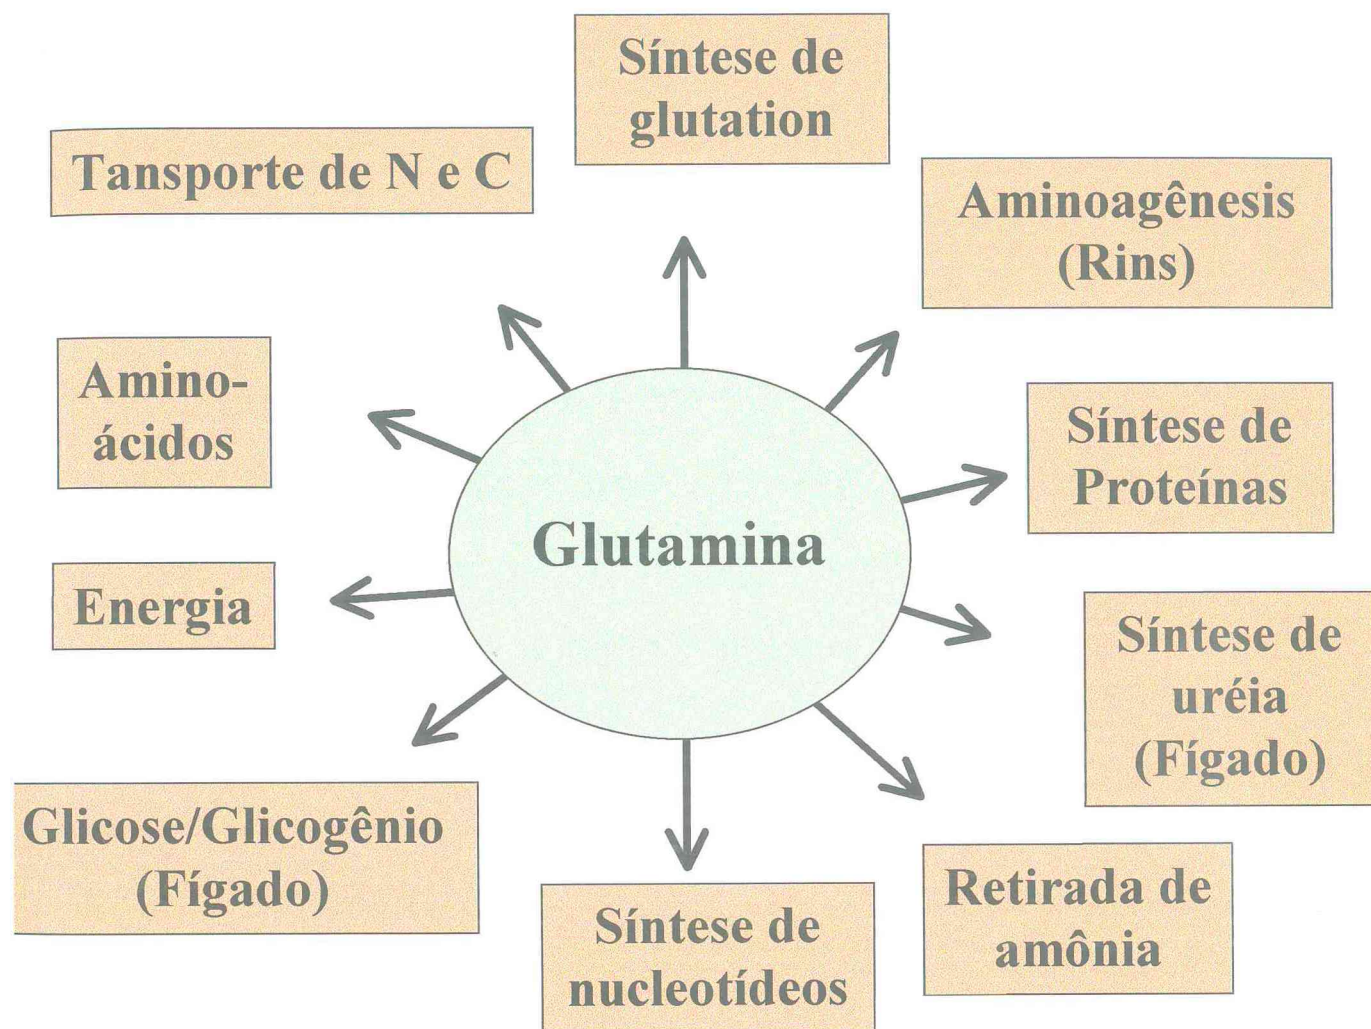 Síntese de
glutation
Tansporte de N e C
Aminoagênesis
(Rins)
Amino-
ácidos
Síntese de
Proteínas
Glutamina
Energia
Síntese de
uréia
(Fígado)
Glicose/Glicogênio
(Fígado)
Retirada de
amônia
Síntese de
nucleotídeos